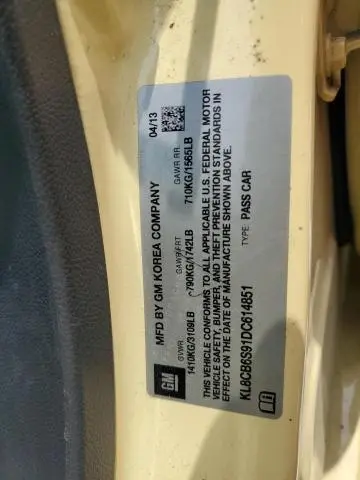 GM
MFD BY GM KOREA COMPANY 04/13
GVWR GAWR FRT GAWR RR
1410KG/3109LB 790KG/1742LB 710KG/1565LB
THIS VEHICLE CONFORMS TO ALL APPLICABLE U.S. FEDERAL MOTOR
VEHICLE SAFETY, BUMPER, AND THEFT PREVENTION STANDARDS IN
EFFECT ON THE DATE OF MANUFACTURE SHOWN ABOVE.
KL8CB6S91DC614851 TYPE: PASS CAR